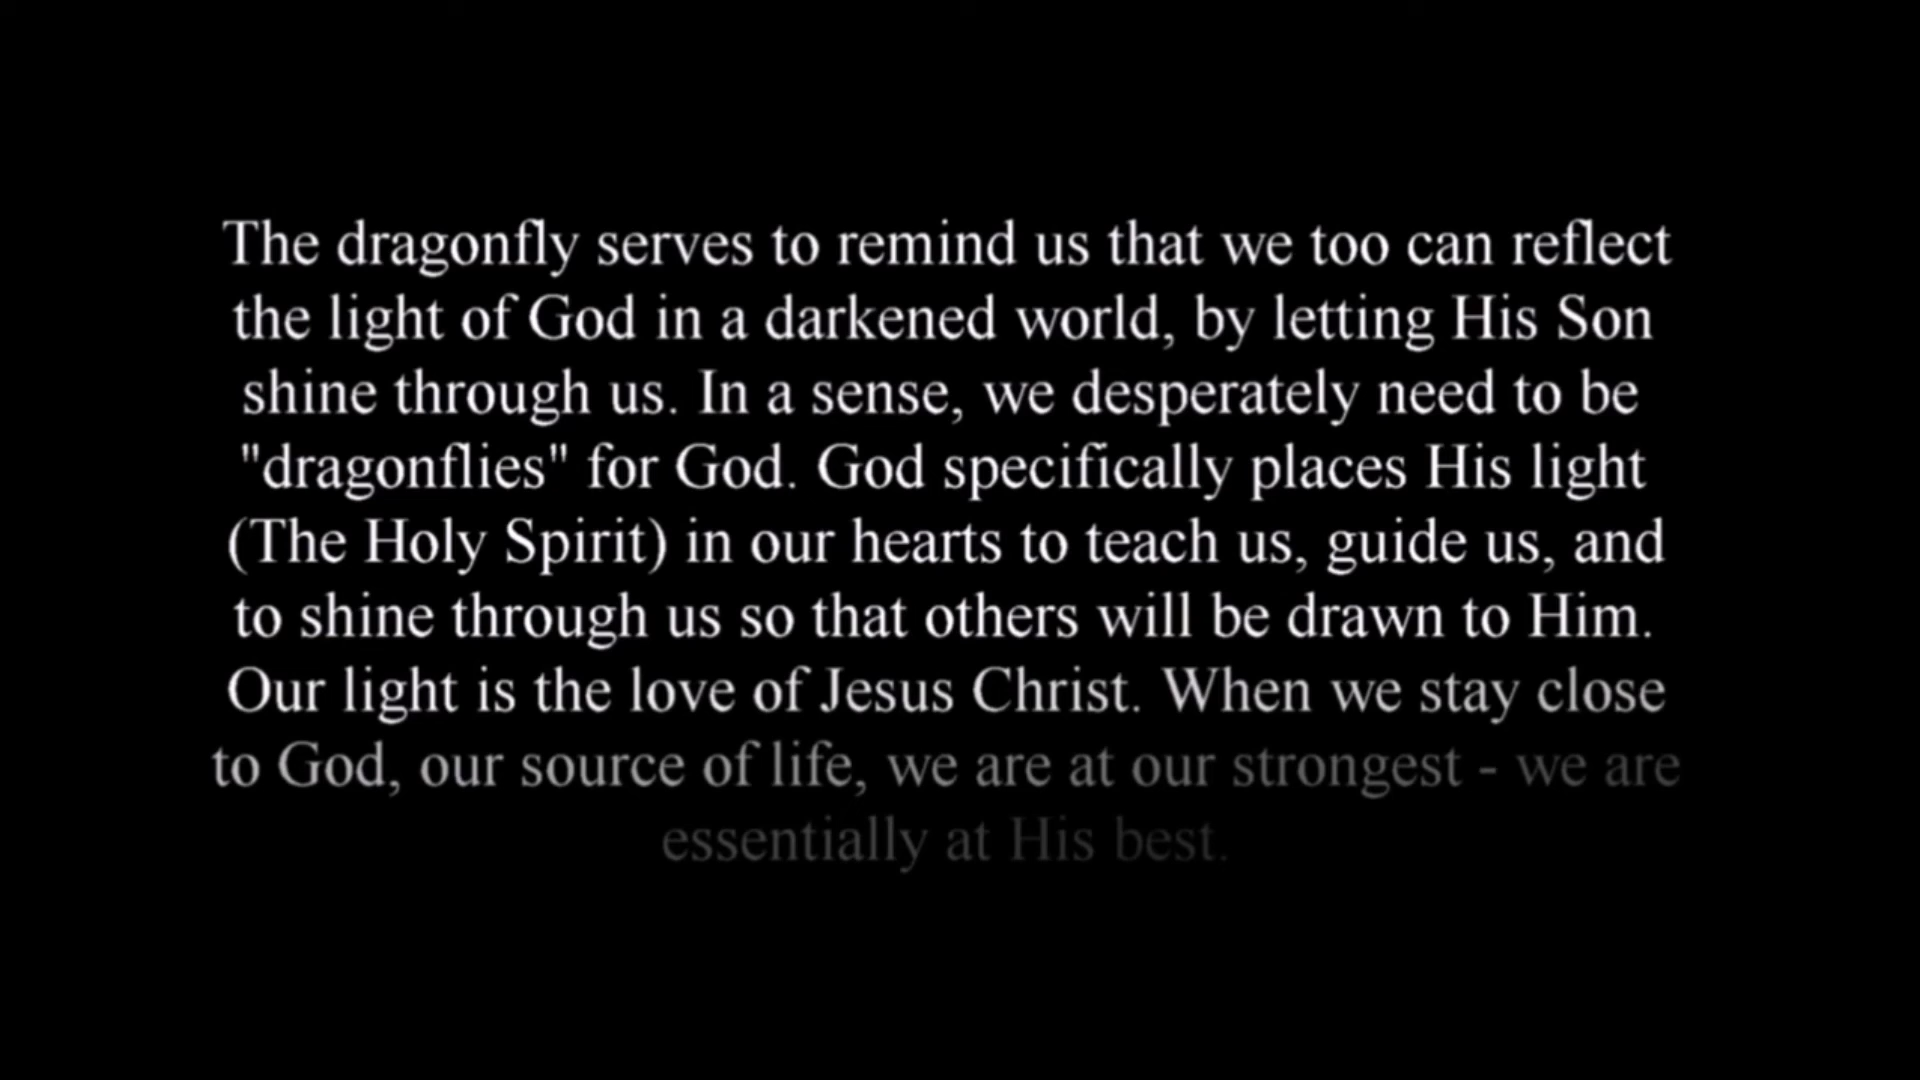 The dragonfly serves to remind us that we too can reflect
the light of God in a darkened world, by letting His Son
shine through us. In a sense, we desperately need to be
"dragonflies" for God. God specifically places His light
(The Holy Spirit) in our hearts to teach us, guide us, and
to shine through us so that others will be drawn to Him.
Our light is the love of Jesus Christ. When we stay close
to God, our source of life, we are at our strongest - we are
essentially at His best.